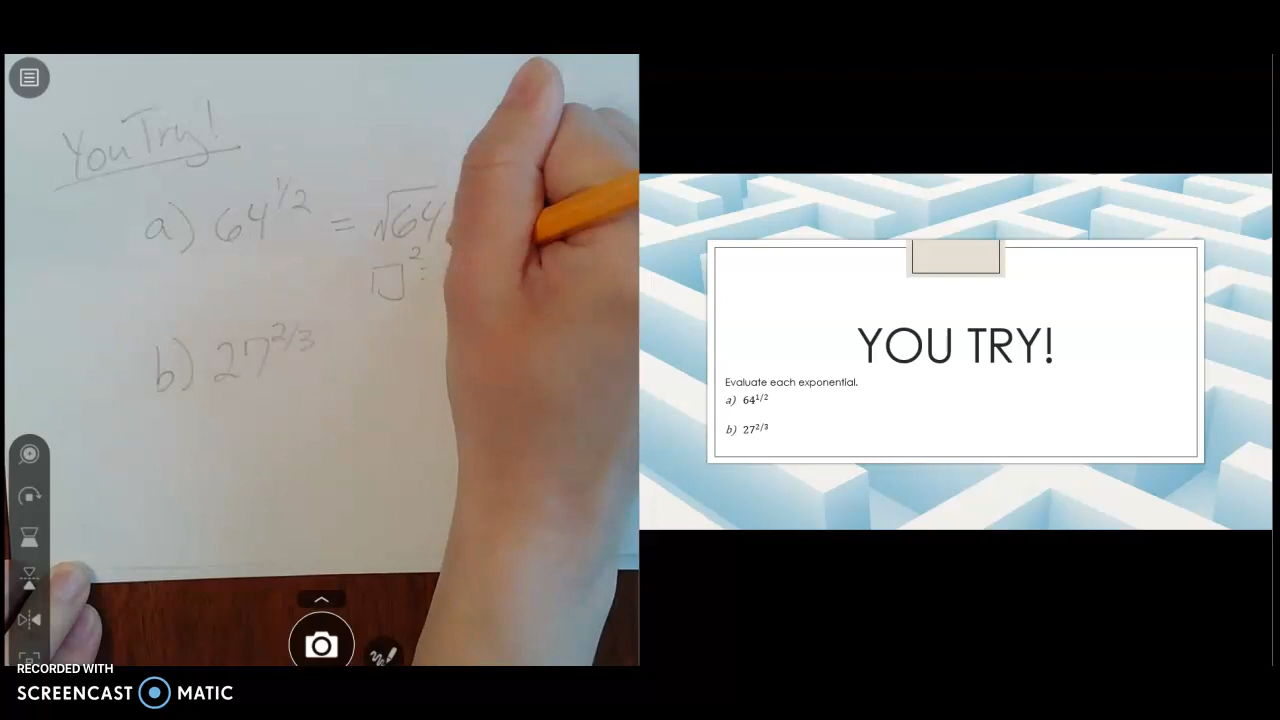 You Try!
a) 64^1/2 = √64
□^2 =
b) 27^2/3
YOU TRY!
Evaluate each exponential.
a) 64^1/2
b) 27^2/3
RECORDED WITH
SCREENCAST MATIC